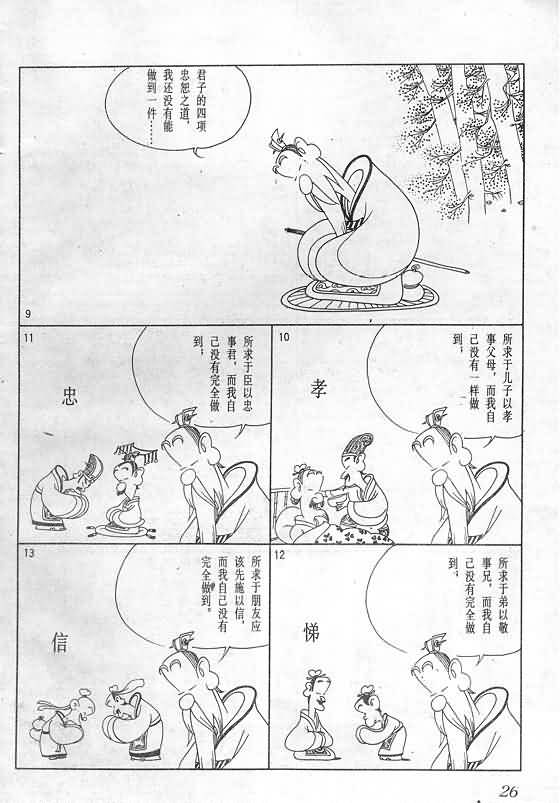 君子的四项
忠恕之道，
我还没有能
做到一件……
9
10
所求于儿子以孝
事父母，而我自
己没有一样做
到；
孝
11
所求于臣以忠
事君，而我自
己没有完全做
到；
忠
12
所求于弟以敬
事兄，而我自
己没有完全做
到；
悌
13
所求于朋友应
该先施以信，
而我自己没有
完全做到。
信
26